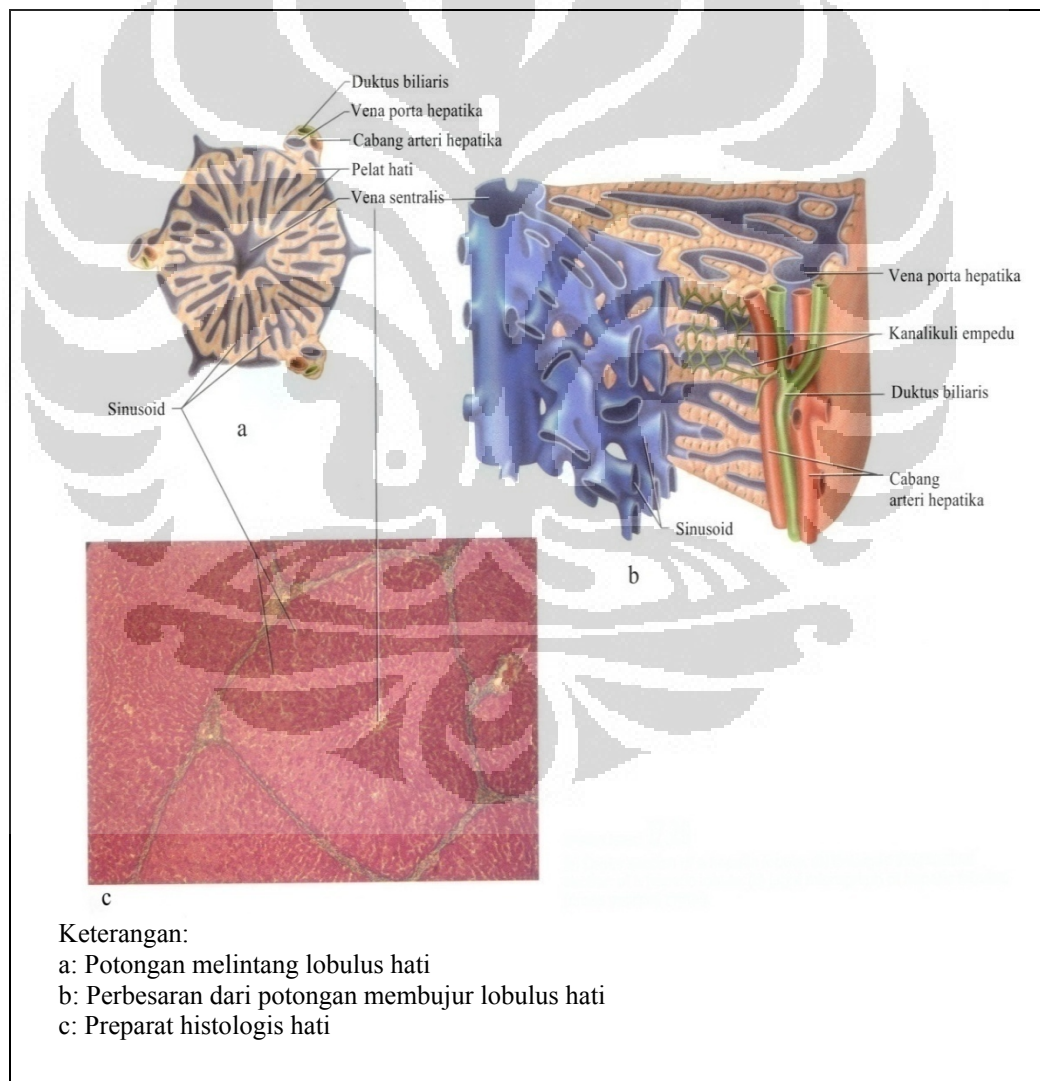 Duktus biliaris
Vena porta hepatika
Cabang arteri hepatika
Pelat hati
Vena sentralis
Sinusoid
a
Vena porta hepatika
Kanalikuli empedu
Duktus biliaris
Cabang
arteri hepatika
Sinusoid
b
c
Keterangan:
a: Potongan melintang lobulus hati
b: Perbesaran dari potongan membujur lobulus hati
c: Preparat histologis hati